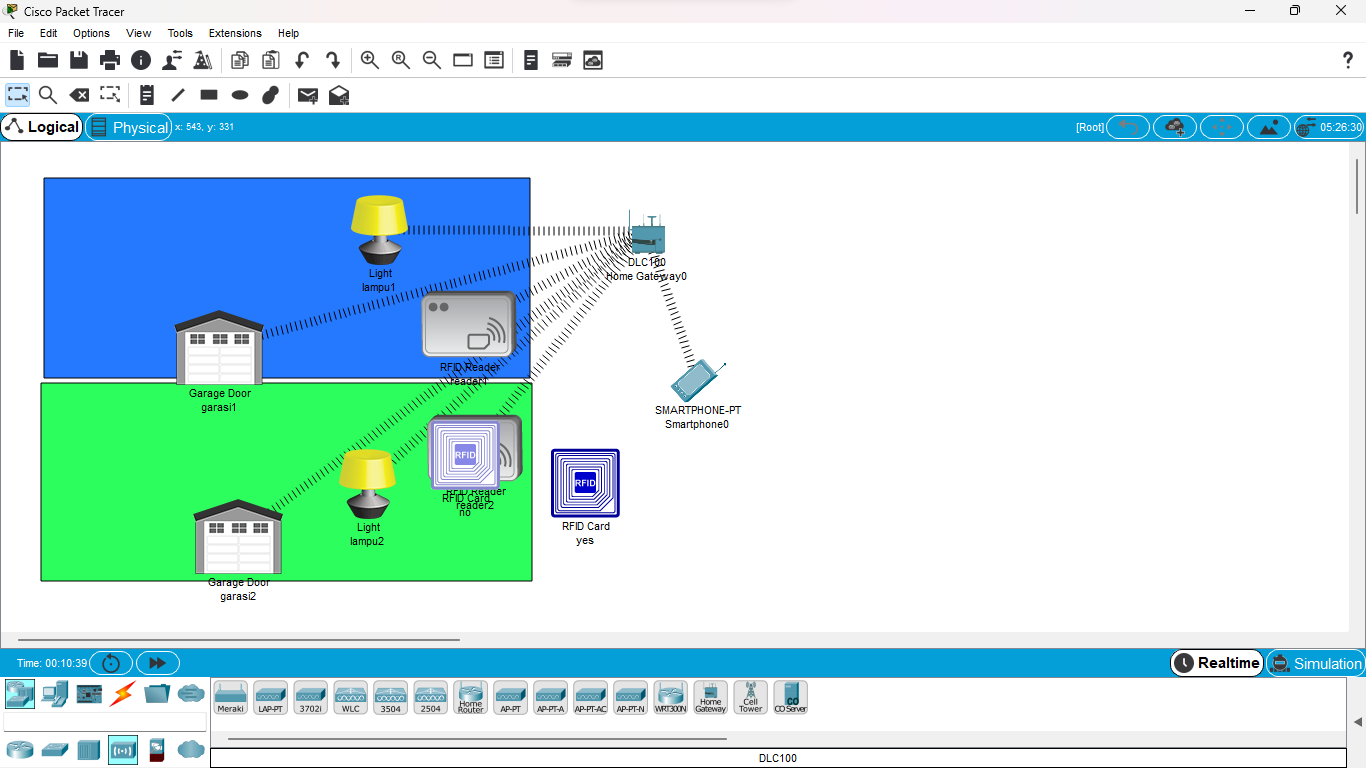 Cisco Packet Tracer
File Edit Options View Tools Extensions Help
Logical Physical x: 543, y: 331 [Root] 05:26:30
Light
lampu1
DLC100
Home Gateway0
RFID Reader
reader1
Garage Door
garasi1
SMARTPHONE-PT
Smartphone0
RFID
RFID Reader
RFID Card
reader2
no
RFID
RFID Card
yes
Light
lampu2
Garage Door
garasi2
Time: 00:10:39 Realtime Simulation
Meraki LAP-PT 3702i WLC 3504 2504 Home Router AP-PT AP-PT-A AP-PT-AC AP-PT-N WRT300N Home Gateway Cell Tower CO CO Server
DLC100